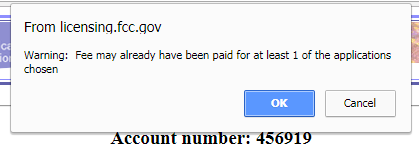 From licensing.fcc.gov
Warning: Fee may already have been paid for at least 1 of the applications
chosen
OK Cancel
Account number: 456919